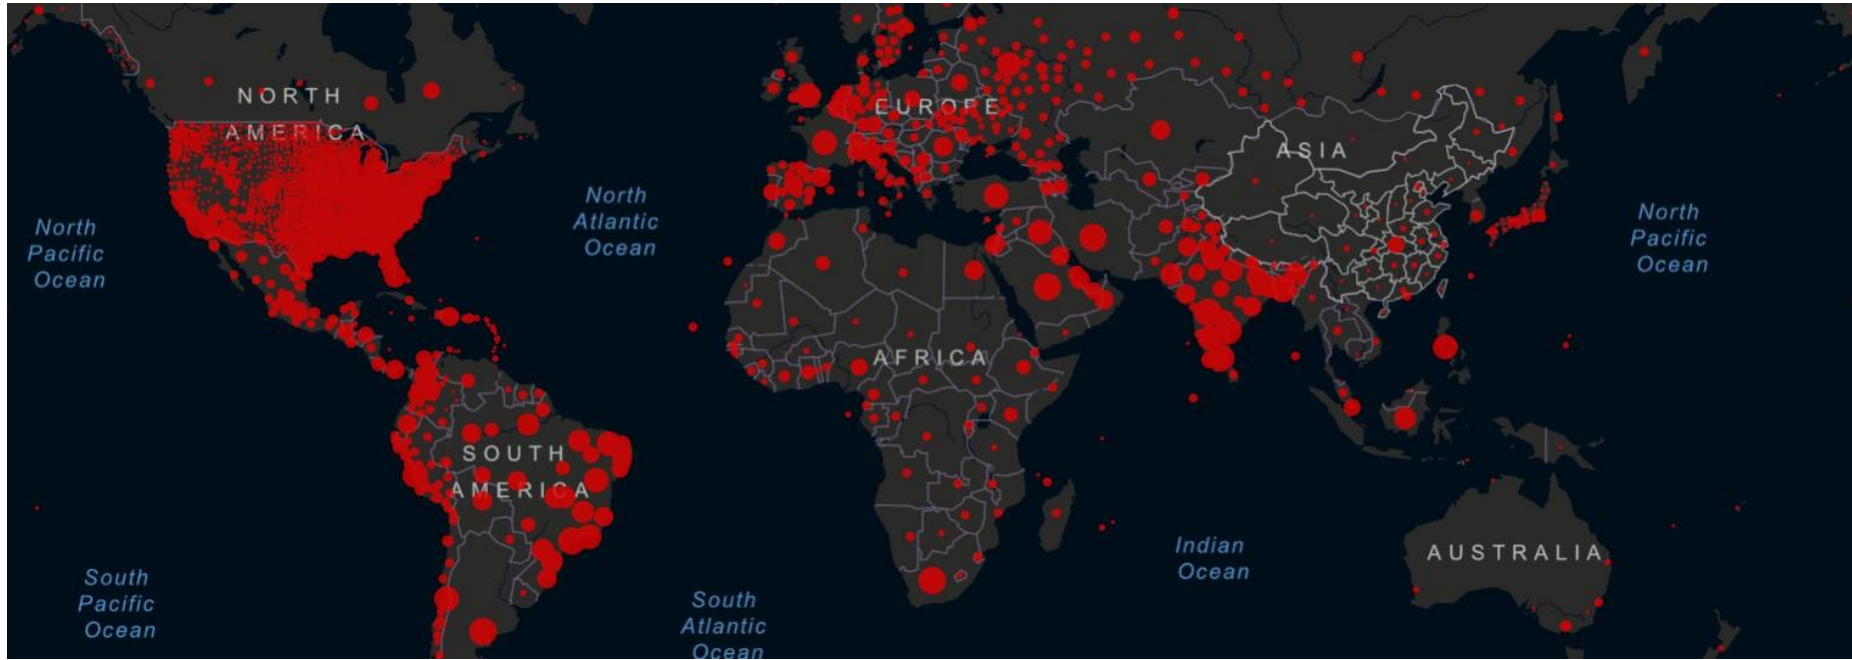 NORTH
AMERICA
EUROPE
ASIA
North
Atlantic
Ocean
North
Pacific
Ocean
North
Pacific
Ocean
AFRICA
SOUTH
AMERICA
Indian
Ocean
AUSTRALIA
South
Pacific
Ocean
South
Atlantic
Ocean